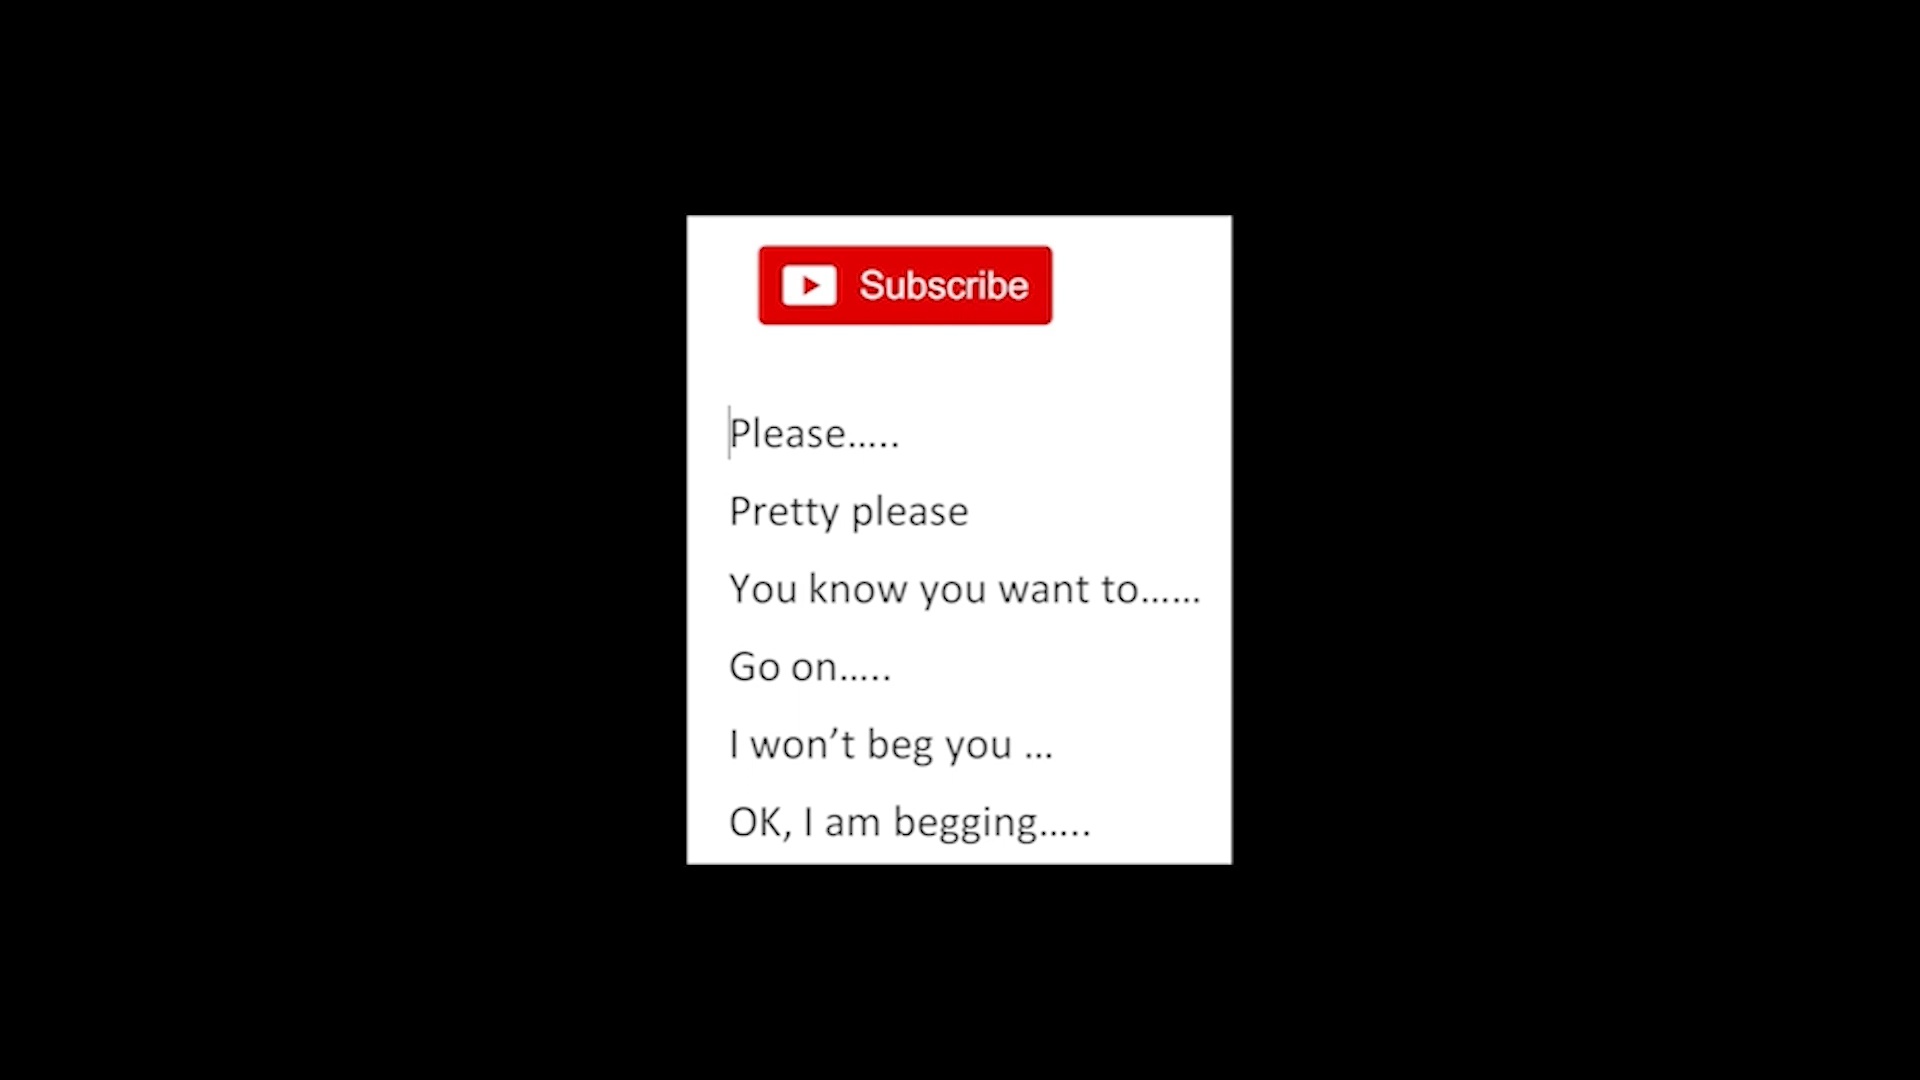 Subscribe
Please.....
Pretty please
You know you want to......
Go on.....
I won’t beg you ...
OK, I am begging.....